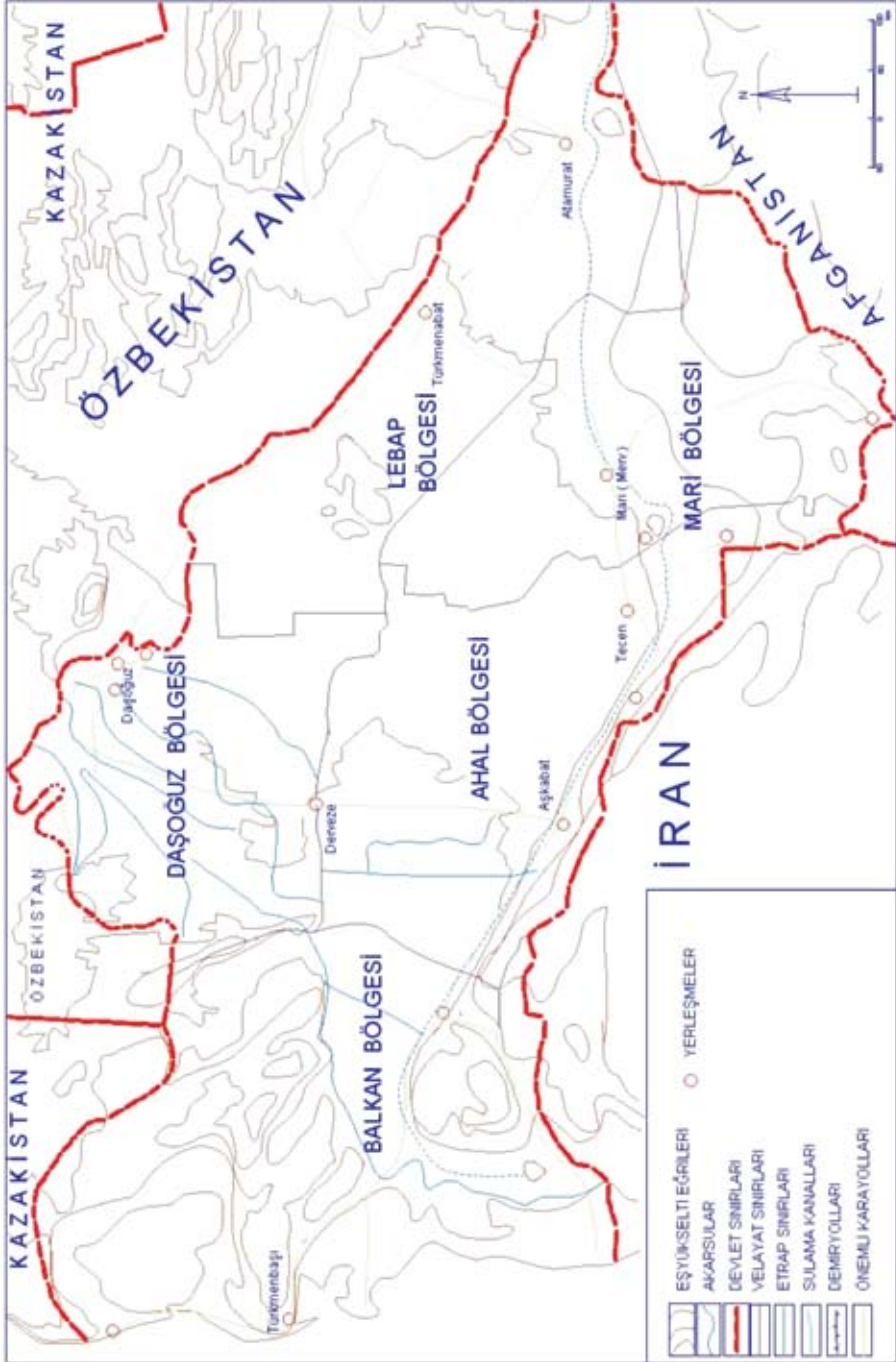 KAZAKİSTAN
ÖZBEKİSTAN
KAZAKİSTAN
ÖZBEKİSTAN
DAŞOĞUZ BÖLGESİ
Daşoğuz
Türkmenbaşı
BALKAN BÖLGESİ
Derveze
LEBAP
BÖLGESİ
Türkmenabat
AHAL BÖLGESİ
Aşkabat
Tecen
Mari ( Merv )
Atamurat
MARİ BÖLGESİ
İRAN
AFGANİSTAN
N
EŞYÜKSELTİ EĞRİLERİ
AKARSULAR
DEVLET SINIRLARI
VELAYAT SINIRLARI
ETRAP SINIRLARI
SULAMA KANALLARI
DEMİRYOLLARI
ÖNEMLİ KARAYOLLARI
YERLEŞMELER